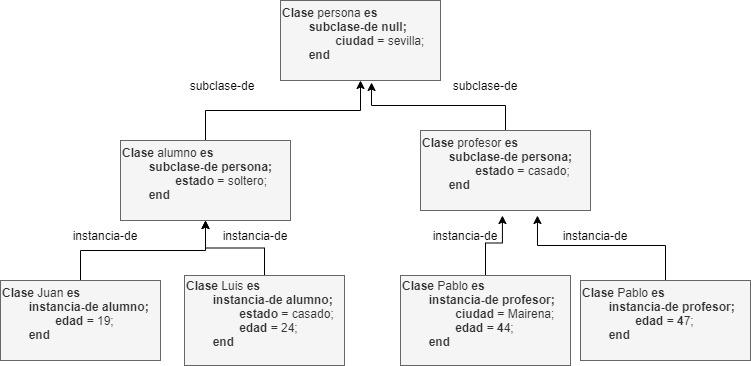 Clase persona es
subclase-de null;
ciudad = sevilla;
end
subclase-de
subclase-de
Clase alumno es
subclase-de persona;
estado = soltero;
end
Clase profesor es
subclase-de persona;
estado = casado;
end
instancia-de
instancia-de
instancia-de
instancia-de
Clase Juan es
instancia-de alumno;
edad = 19;
end
Clase Luis es
instancia-de alumno;
estado = casado;
edad = 24;
end
Clase Pablo es
instancia-de profesor;
ciudad = Mairena;
edad = 44;
end
Clase Pablo es
instancia-de profesor;
edad = 47;
end